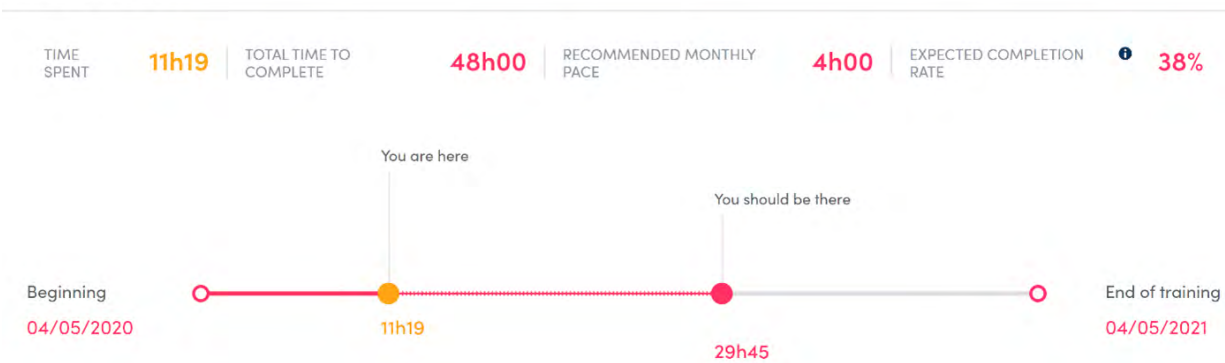 TIME SPENT 11h19 TOTAL TIME TO COMPLETE 48h00 RECOMMENDED MONTHLY PACE 4h00 EXPECTED COMPLETION RATE i 38%
You are here
You should be there
Beginning
End of training
04/05/2020
11h19
04/05/2021
29h45